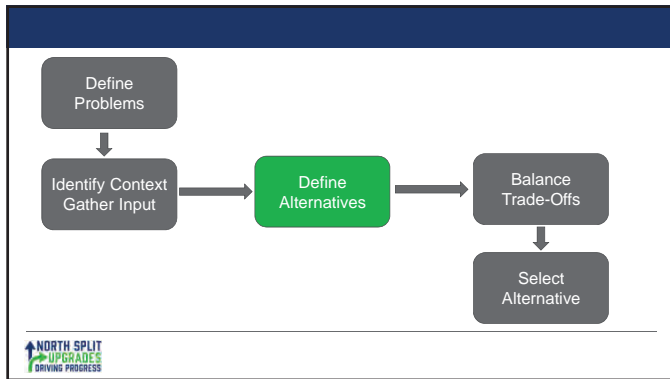 Define
Problems
Identify Context
Gather Input
Define
Alternatives
Balance
Trade-Offs
Select
Alternative
NORTH SPLIT
UPGRADES
DRIVING PROGRESS